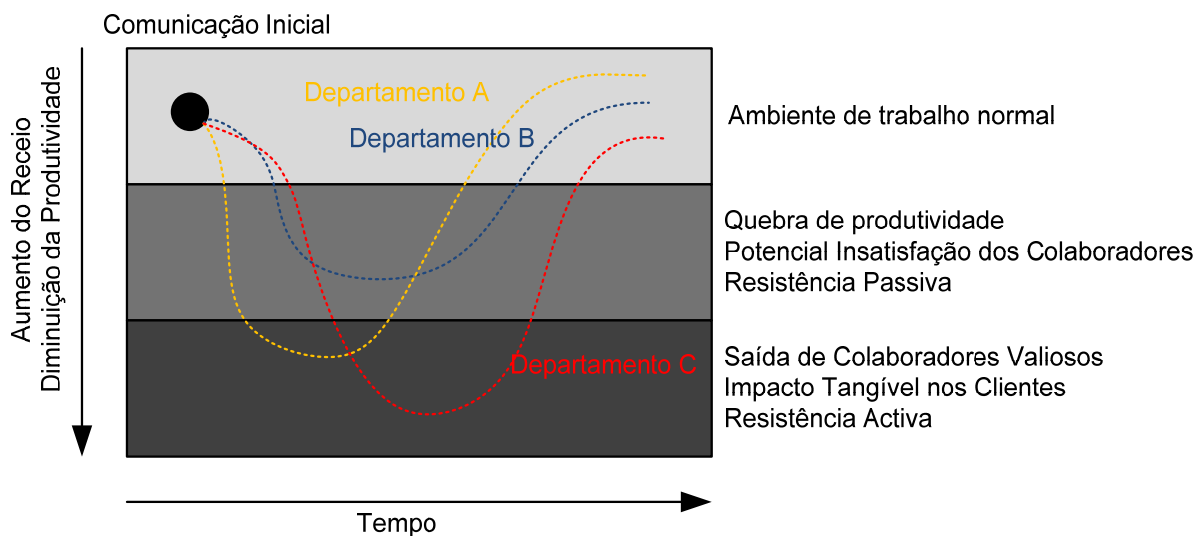 Comunicação Inicial
Aumento do Receio
Diminuição da Produtividade
Departamento A
Departamento B
Departamento C
Ambiente de trabalho normal
Quebra de produtividade
Potencial Insatisfação dos Colaboradores
Resistência Passiva
Saída de Colaboradores Valiosos
Impacto Tangível nos Clientes
Resistência Activa
Tempo